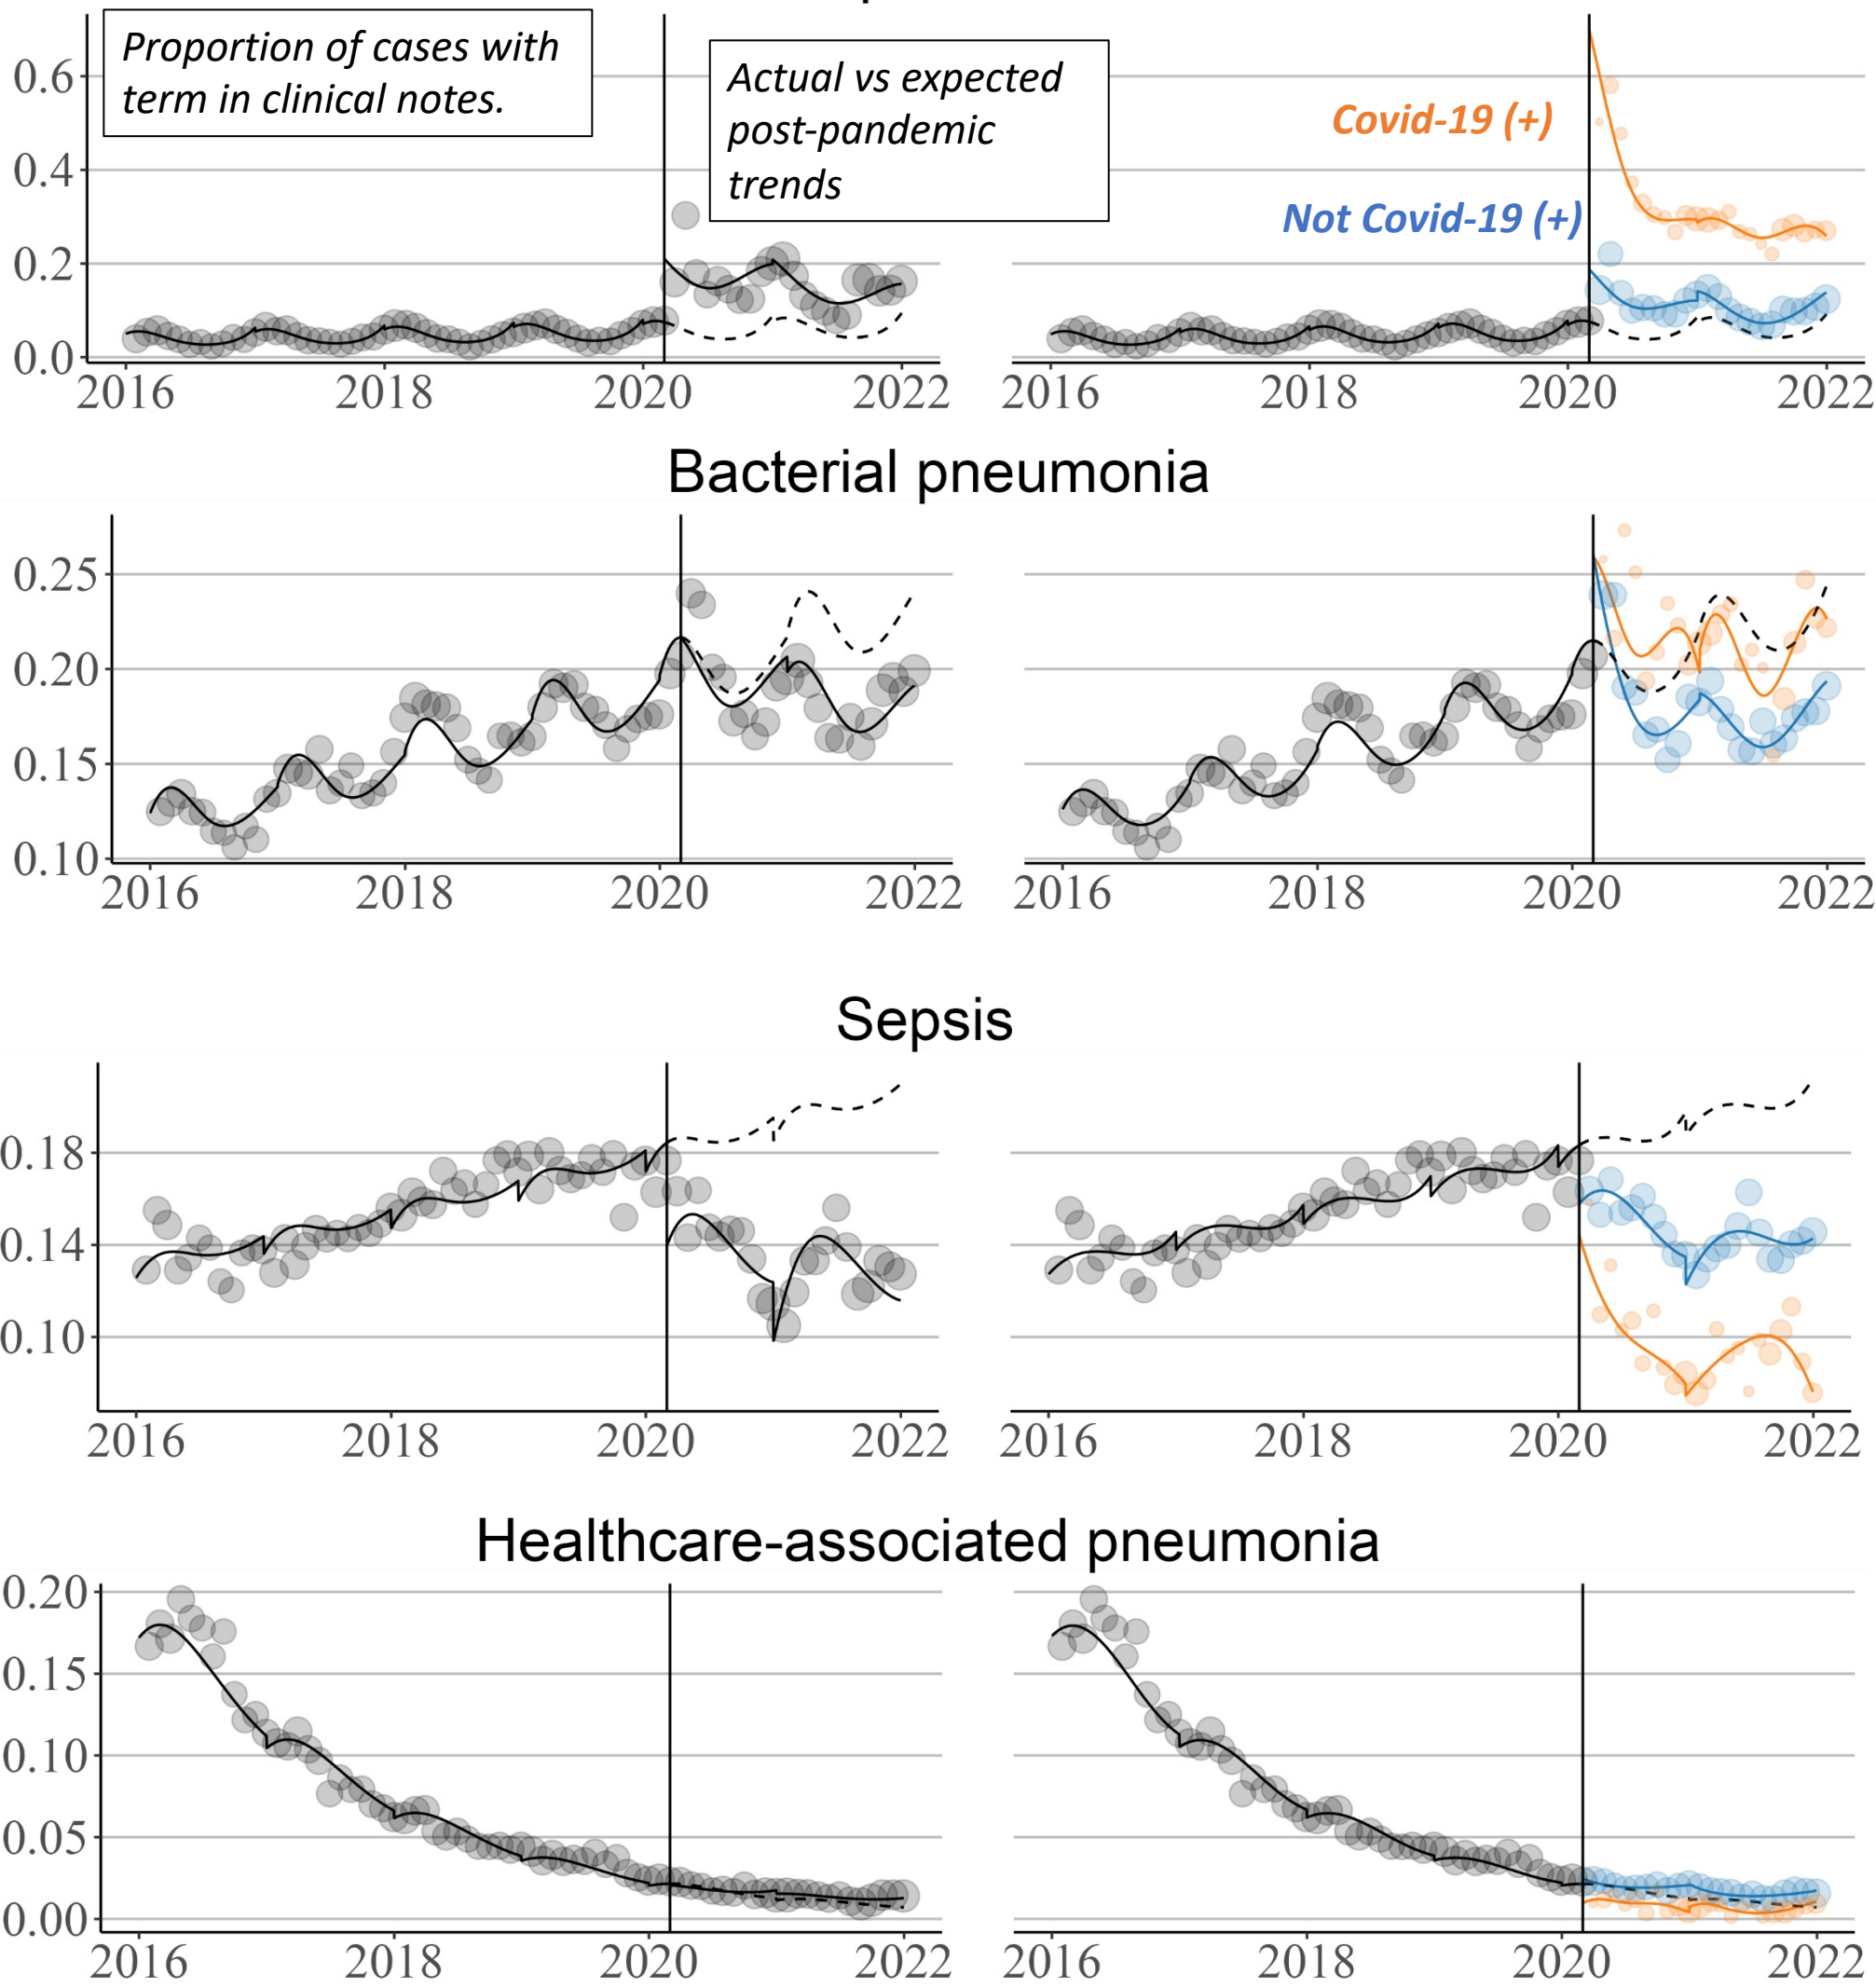 Proportion of cases with
term in clinical notes.
Actual vs expected
post-pandemic
trends
Covid-19 (+)
Not Covid-19 (+)
0.6
0.4
0.2
0.0
2016 2018 2020 2022 2016 2018 2020 2022
Bacterial pneumonia
0.25
0.20
0.15
0.10
2016 2018 2020 2022 2016 2018 2020 2022
Sepsis
0.18
0.14
0.10
2016 2018 2020 2022 2016 2018 2020 2022
Healthcare-associated pneumonia
0.20
0.15
0.10
0.05
0.00
2016 2018 2020 2022 2016 2018 2020 2022